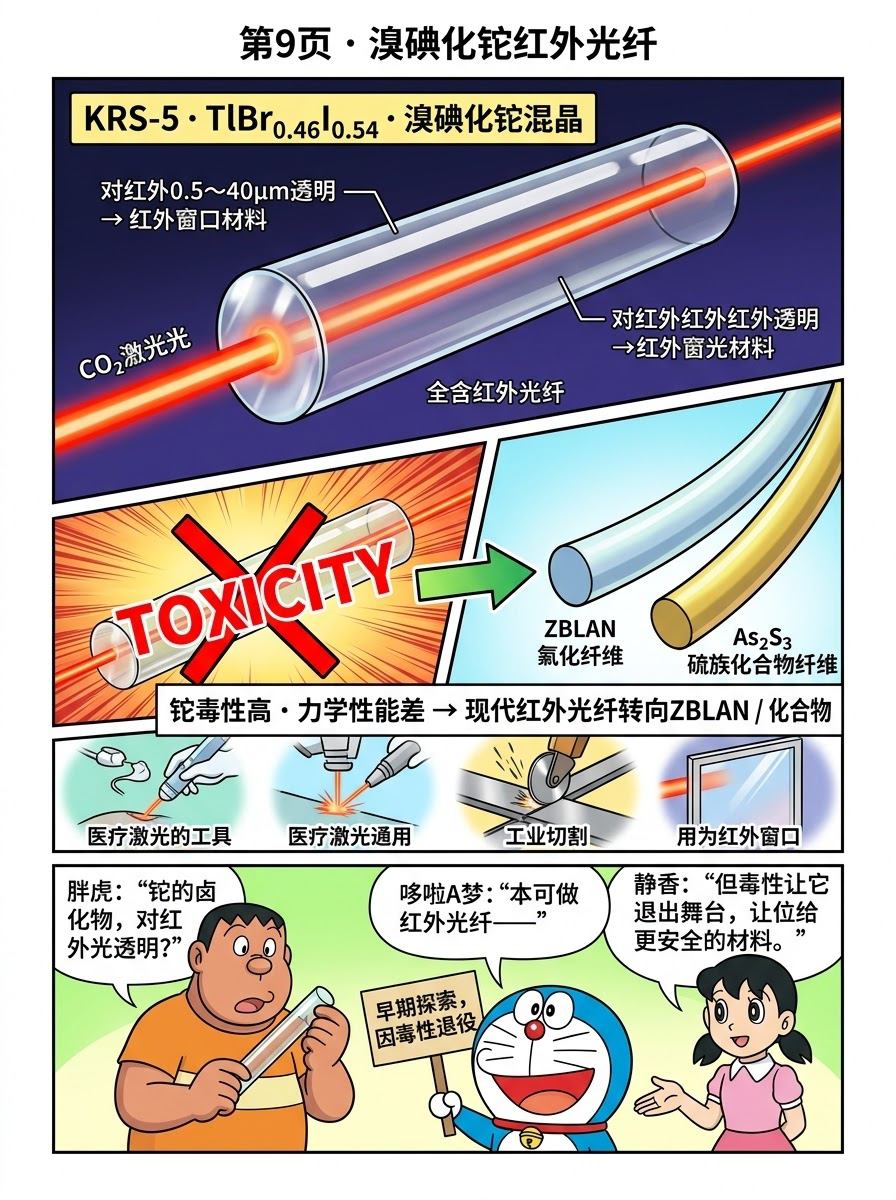 第9页 · 溴碘化铊红外光纤
KRS-5 · TlBr₀.₄₆I₀.₅₄ · 溴碘化铊混晶
对红外0.5～40μm透明
→ 红外窗口材料
CO₂激光光
对红外红外红外透明
→红外窗光材料
全含红外光纤
TOXICITY
ZBLAN
氟化纤维
As₂S₃
硫族化合物纤维
铊毒性高 · 力学性能差 → 现代红外光纤转向ZBLAN / 化合物
医疗激光的工具
医疗激光通用
工业切割
用为红外窗口
胖虎：“铊的卤
化物，对红
外光透明？”
哆啦A梦：“本可做
红外光纤——”
静香：“但毒性让它
退出舞台，让位给
更安全的材料。”
早期探索，
因毒性退役